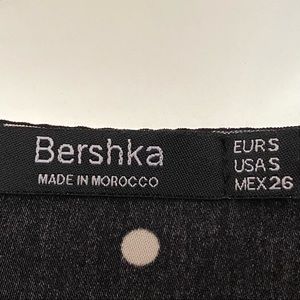 Bershka
MADE IN MOROCCO
EUR S
USA S
MEX 26